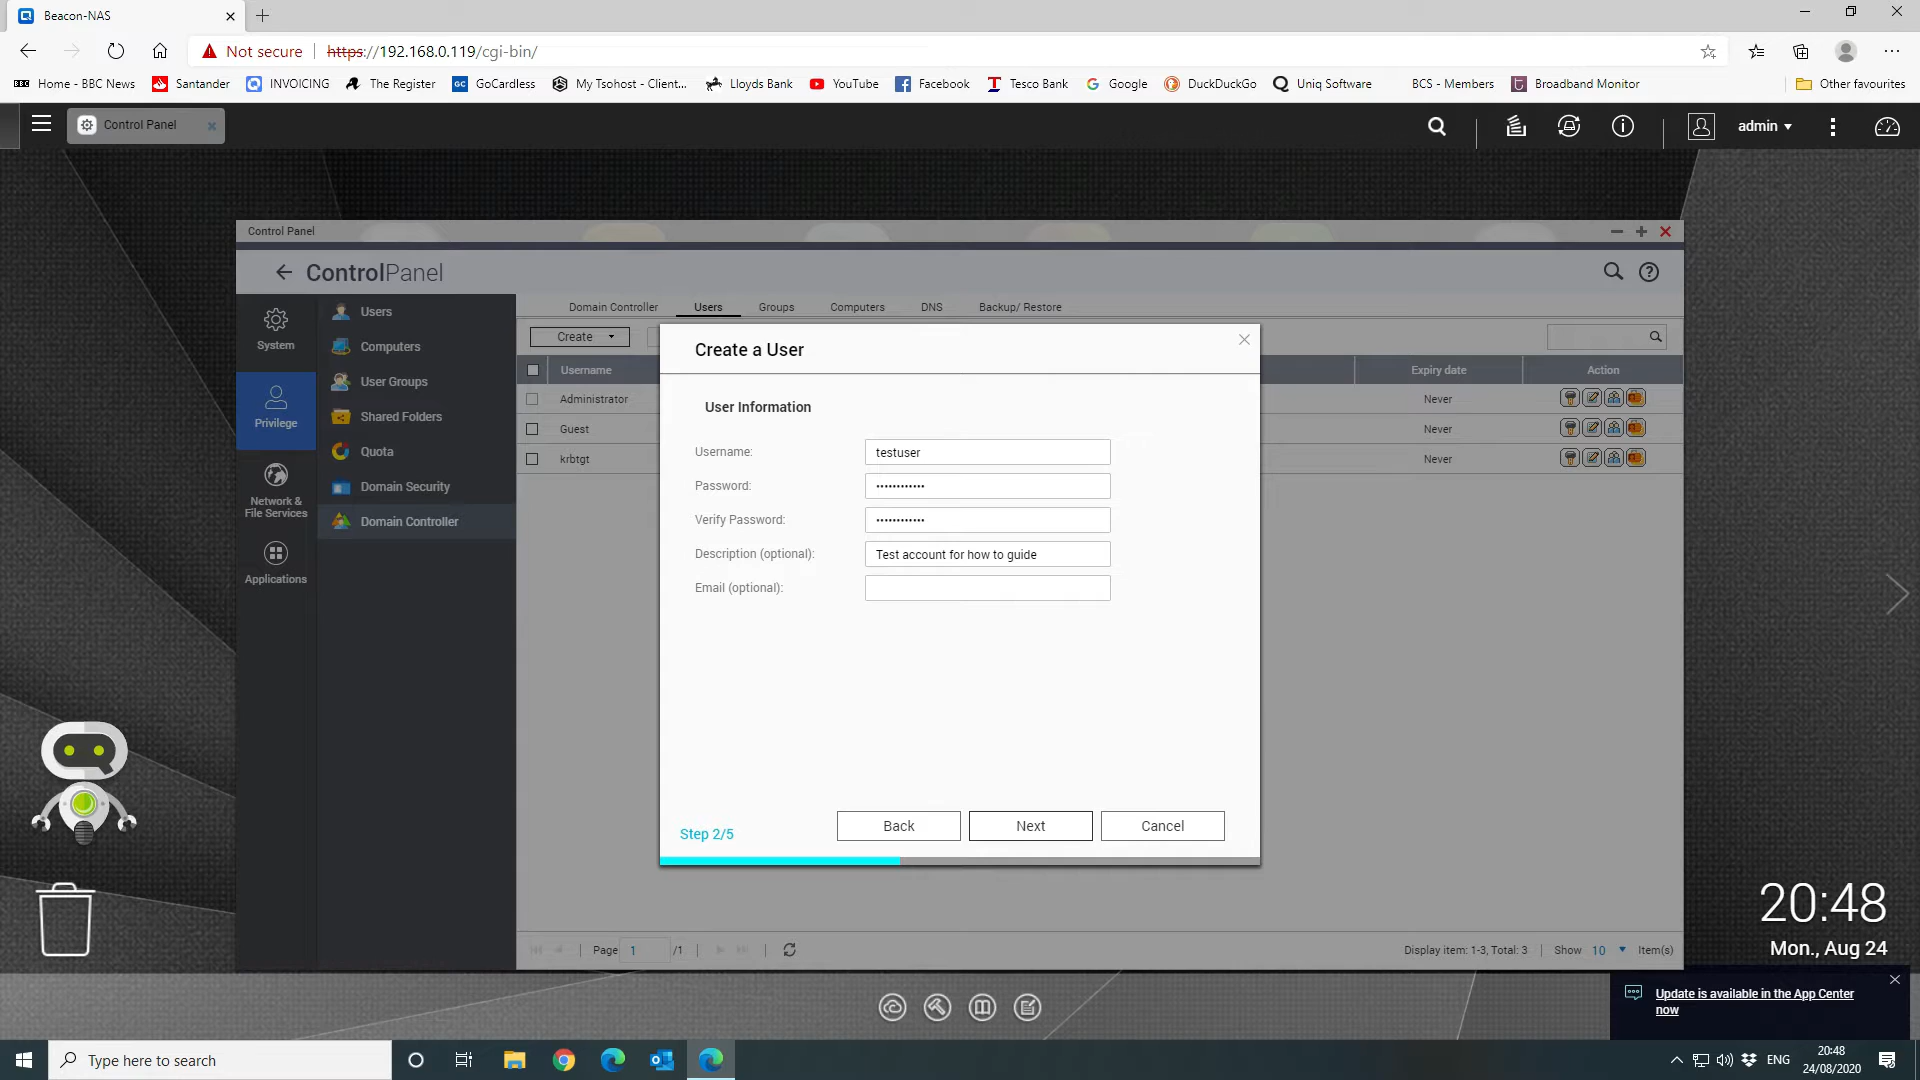 Beacon-NAS
Not secure https://192.168.0.119/cgi-bin/
Home - BBC News Santander INVOICING The Register GoCardless My Tsohost - Client... Lloyds Bank YouTube Facebook Tesco Bank Google DuckDuckGo Uniq Software BCS - Members Broadband Monitor Other favourites
Control Panel admin
Control Panel
ControlPanel
System
Privilege
Network &
File Services
Applications
Users
Computers
User Groups
Shared Folders
Quota
Domain Security
Domain Controller
Domain Controller Users Groups Computers DNS Backup/ Restore
Create
Username Expiry date Action
Administrator Never
Guest Never
krbtgt Never
Create a User
User Information
Username: testuser
Password: ••••••••••••
Verify Password: ••••••••••••
Description (optional): Test account for how to guide
Email (optional):
Step 2/5 Back Next Cancel
Page 1 /1 Display item: 1-3, Total: 3 Show 10 Item(s)
20:48
Mon., Aug 24
Update is available in the App Center
now
Type here to search
ENG
20:48
24/08/2020